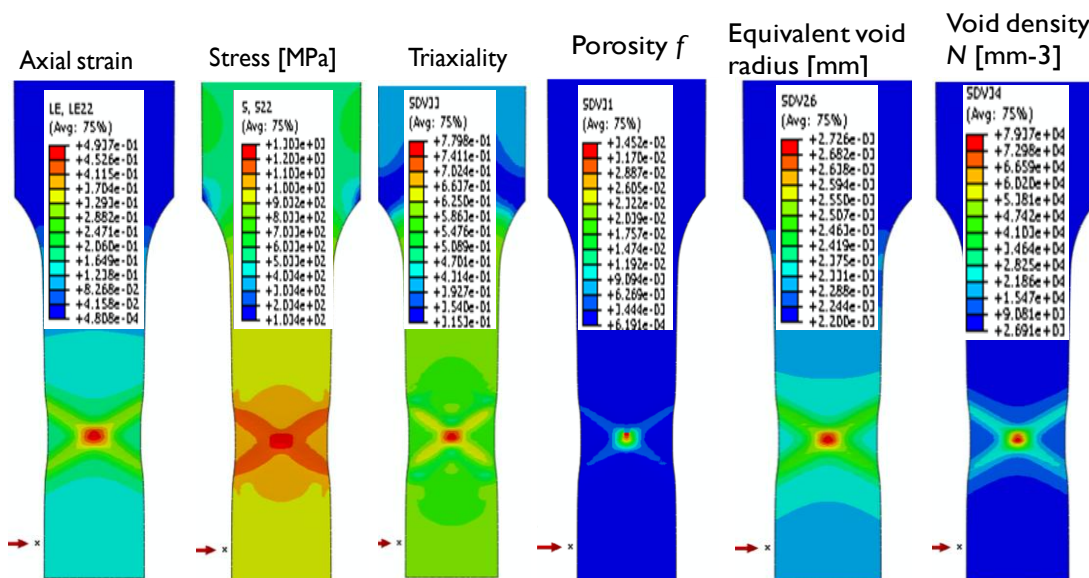 Axial strain
LE, LE22
(Avg: 75%)
+4.937e-01
+4.526e-01
+4.115e-01
+3.704e-01
+3.293e-01
+2.882e-01
+2.471e-01
+2.060e-01
+1.649e-01
+1.238e-01
+8.268e-02
+4.158e-02
+4.808e-04
x
Stress [MPa]
S, S22
(Avg: 75%)
+1.303e+03
+1.203e+03
+1.103e+03
+1.003e+03
+9.032e+02
+8.033e+02
+7.033e+02
+6.033e+02
+5.033e+02
+4.034e+02
+3.034e+02
+2.034e+02
+1.034e+02
x
Triaxiality
SDV33
(Avg: 75%)
+7.798e-01
+7.411e-01
+7.024e-01
+6.637e-01
+6.250e-01
+5.863e-01
+5.476e-01
+5.089e-01
+4.701e-01
+4.314e-01
+3.927e-01
+3.540e-01
+3.153e-01
x
Porosity f
SDV31
(Avg: 75%)
+3.452e-02
+3.170e-02
+2.887e-02
+2.605e-02
+2.322e-02
+2.039e-02
+1.757e-02
+1.474e-02
+1.192e-02
+9.094e-03
+6.269e-03
+3.444e-03
+6.191e-04
x
Equivalent void
radius [mm]
SDV26
(Avg: 75%)
+2.726e-03
+2.682e-03
+2.638e-03
+2.594e-03
+2.550e-03
+2.507e-03
+2.463e-03
+2.419e-03
+2.375e-03
+2.331e-03
+2.288e-03
+2.244e-03
+2.200e-03
x
Void density
N [mm-3]
SDV34
(Avg: 75%)
+7.937e+04
+7.298e+04
+6.659e+04
+6.020e+04
+5.381e+04
+4.742e+04
+4.103e+04
+3.464e+04
+2.825e+04
+2.186e+04
+1.547e+04
+9.081e+03
+2.691e+03
x